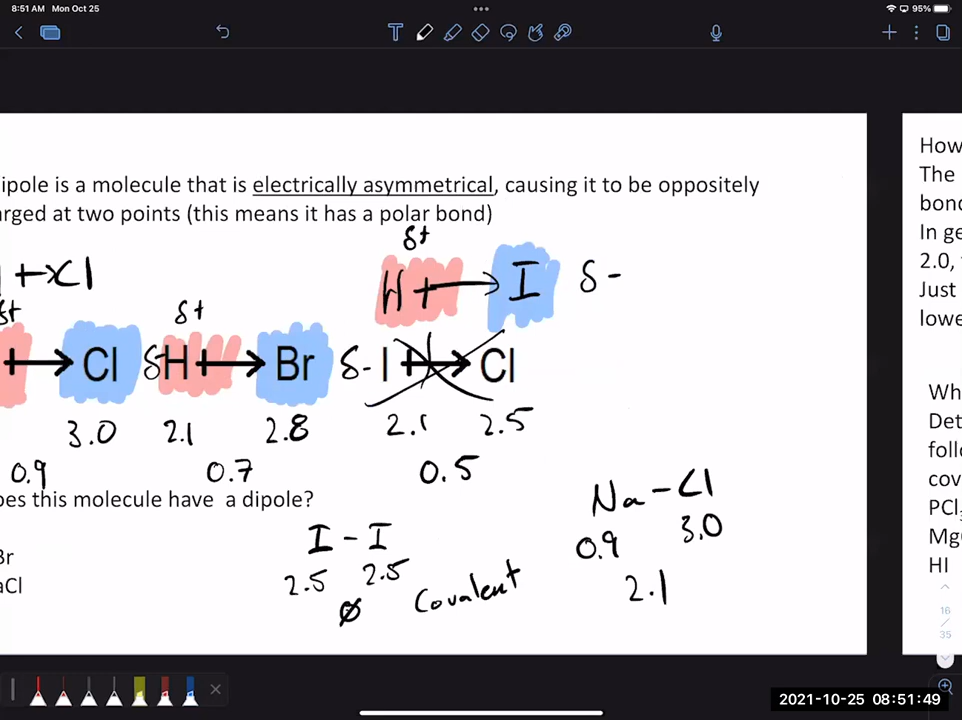 8:51 AM Mon Oct 25
95%
ipole is a molecule that is electrically asymmetrical, causing it to be oppositely
arged at two points (this means it has a polar bond)
δ+
H I δ-
Cl
δ+ δ+
Cl δ H Br δ- I Cl
3.0 2.1 2.8 2.1 2.5
0.9 0.7 0.5
oes this molecule have a dipole?
Na - Cl
0.9 3.0
2.1
I - I
2.5 2.5
Ø Covalent
Br
aCl
How
The
bond
In ge
2.0,
Just
lowe
Wh
Det
follo
cov
PCl
Mg
HI
16
/
35
2021-10-25 08:51:49